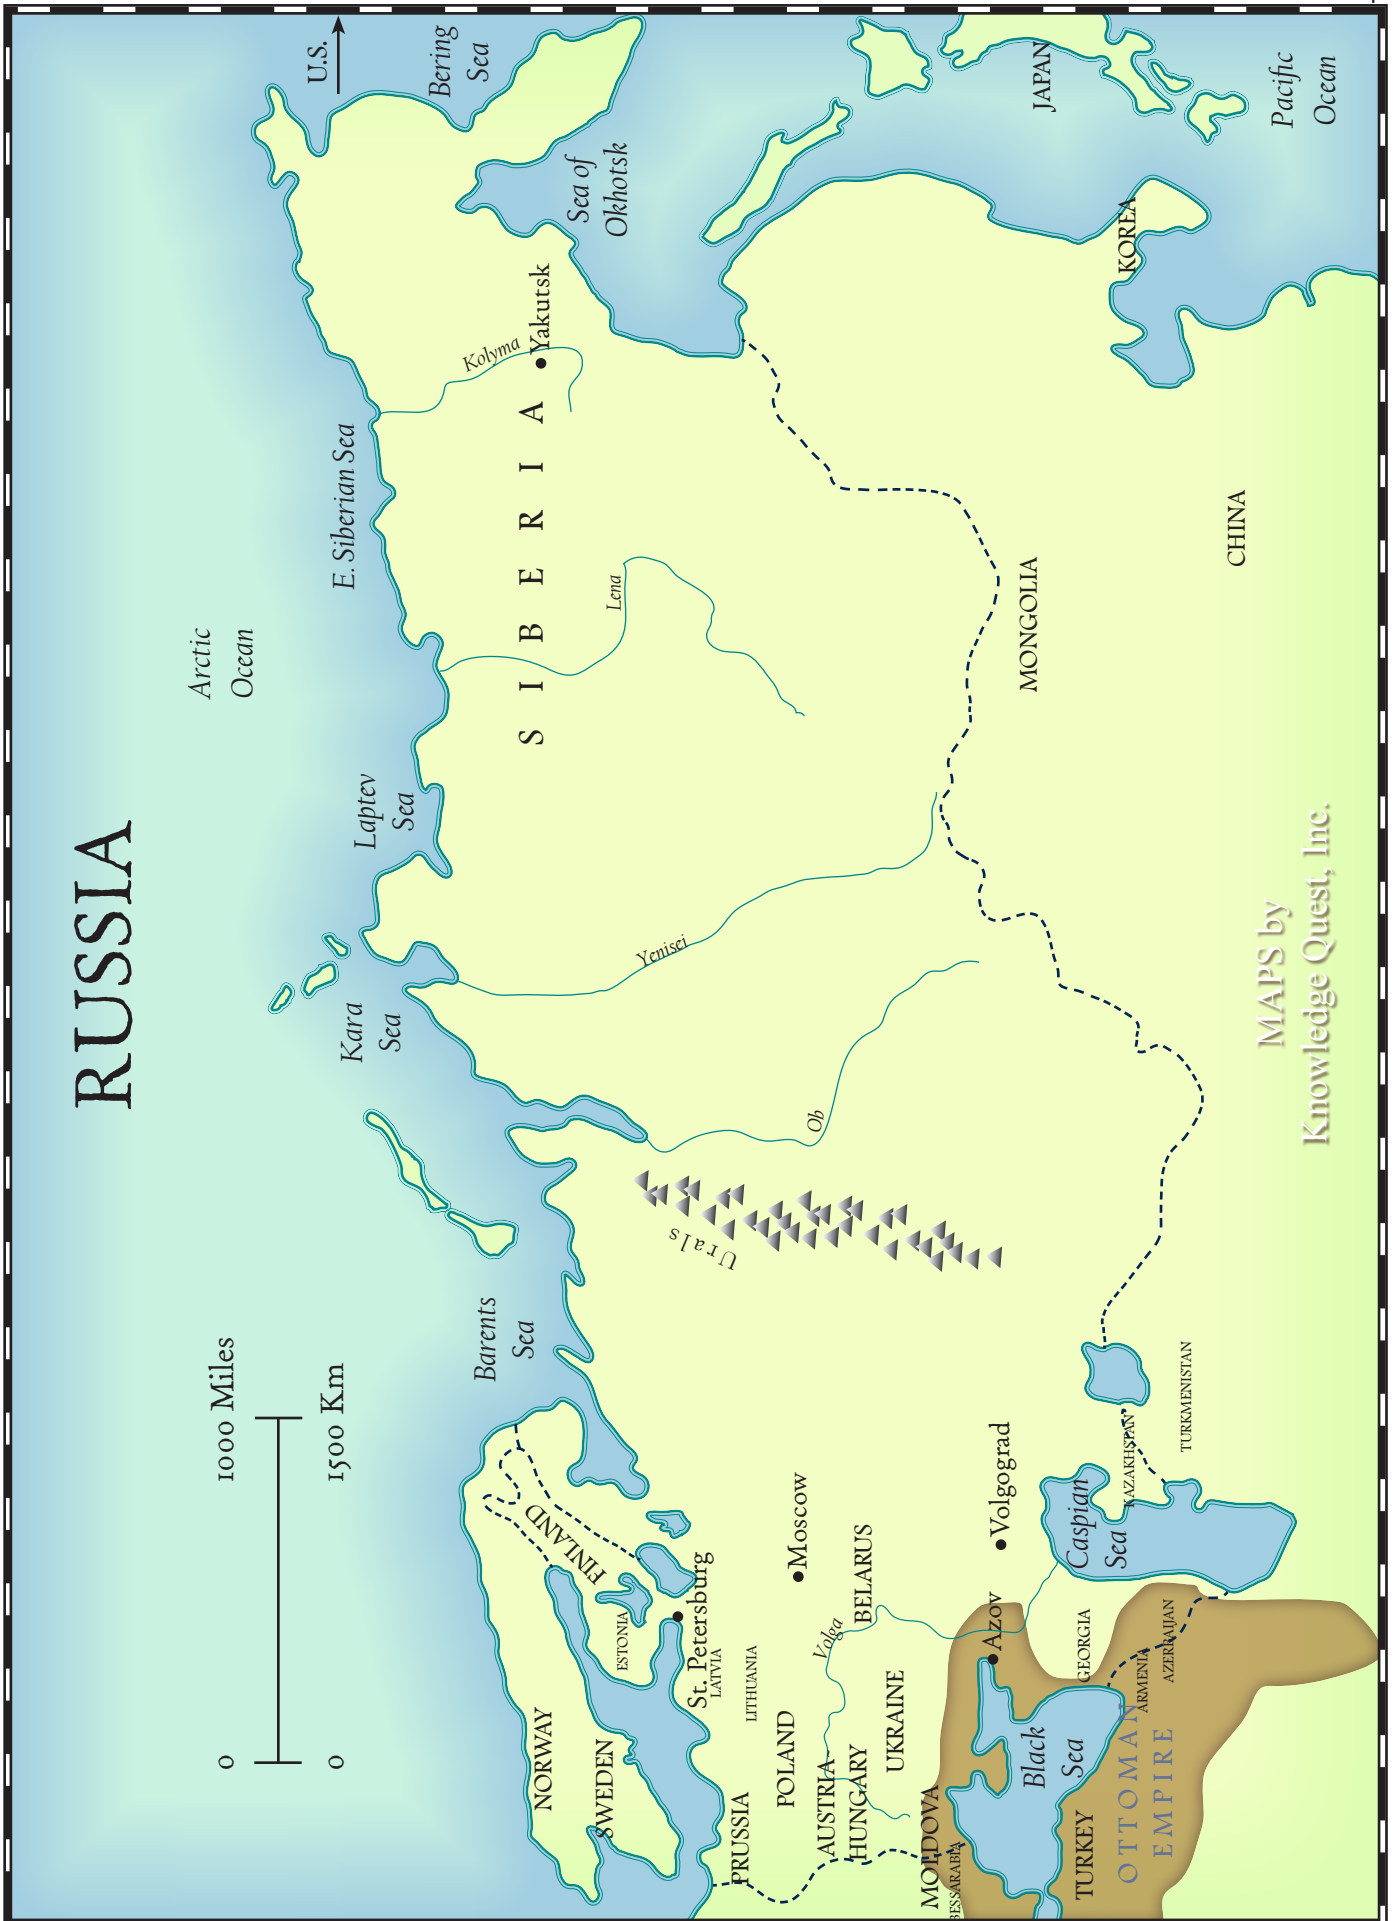 RUSSIA
Arctic
Ocean
1000 Miles
0
1500 Km
0
U.S.
Bering
Sea
E. Siberian Sea
Laptev
Sea
Kara
Sea
Barents
Sea
Sea of
Okhotsk
Kolyma
Yakutsk
SIBERIA
Lena
Yenisei
Ob
Urals
NORWAY
SWEDEN
FINLAND
ESTONIA
St. Petersburg
LATVIA
LITHUANIA
PRUSSIA
POLAND
Moscow
Volga
BELARUS
AUSTRIA-
HUNGARY
UKRAINE
MOLDOVA
BESSARABIA
Volgograd
Azov
Black
Sea
Caspian
Sea
GEORGIA
ARMENIA
AZERBAIJAN
TURKEY
OTTOMAN
EMPIRE
KAZAKHSTAN
TURKMENISTAN
MONGOLIA
CHINA
KOREA
JAPAN
Pacific
Ocean
MAPS by
Knowledge Quest, Inc.